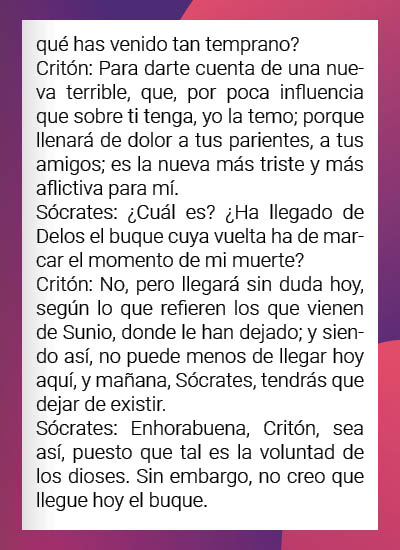 qué has venido tan temprano?
Critón: Para darte cuenta de una nue-
va terrible, que, por poca influencia
que sobre ti tenga, yo la temo; porque
llenará de dolor a tus parientes, a tus
amigos; es la nueva más triste y más
aflictiva para mí.
Sócrates: ¿Cuál es? ¿Ha llegado de
Delos el buque cuya vuelta ha de mar-
car el momento de mi muerte?
Critón: No, pero llegará sin duda hoy,
según lo que refieren los que vienen
de Sunio, donde le han dejado; y sien-
do así, no puede menos de llegar hoy
aquí, y mañana, Sócrates, tendrás que
dejar de existir.
Sócrates: Enhorabuena, Critón, sea
así, puesto que tal es la voluntad de
los dioses. Sin embargo, no creo que
llegue hoy el buque.